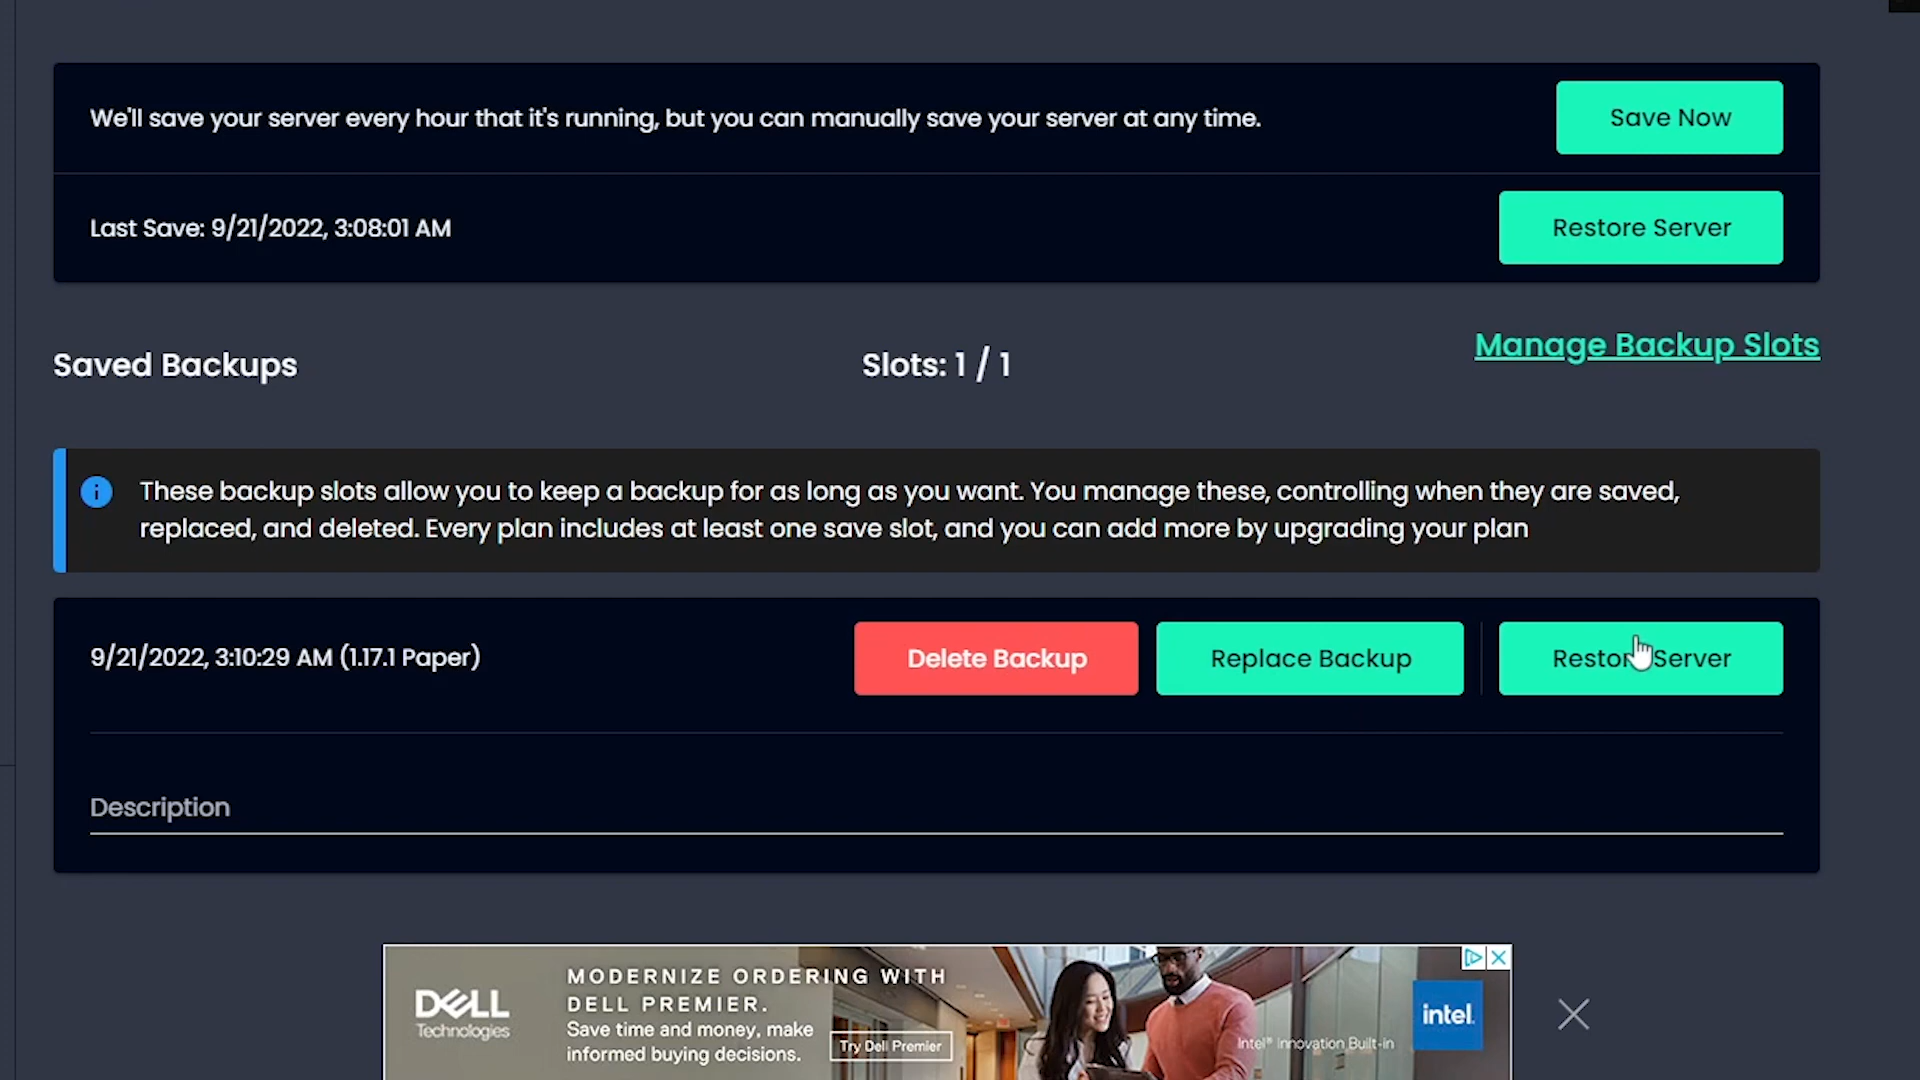 We'll save your server every hour that it's running, but you can manually save your server at any time.
Save Now
Last Save: 9/21/2022, 3:08:01 AM
Restore Server
Saved Backups
Slots: 1 / 1
Manage Backup Slots
These backup slots allow you to keep a backup for as long as you want. You manage these, controlling when they are saved,
replaced, and deleted. Every plan includes at least one save slot, and you can add more by upgrading your plan
9/21/2022, 3:10:29 AM (1.17.1 Paper)
Delete Backup
Replace Backup
Restore Server
Description
DELL
Technologies
MODERNIZE ORDERING WITH
DELL PREMIER.
Save time and money, make
informed buying decisions.
Try Dell Premier
Intel® Innovation Built-in
intel.